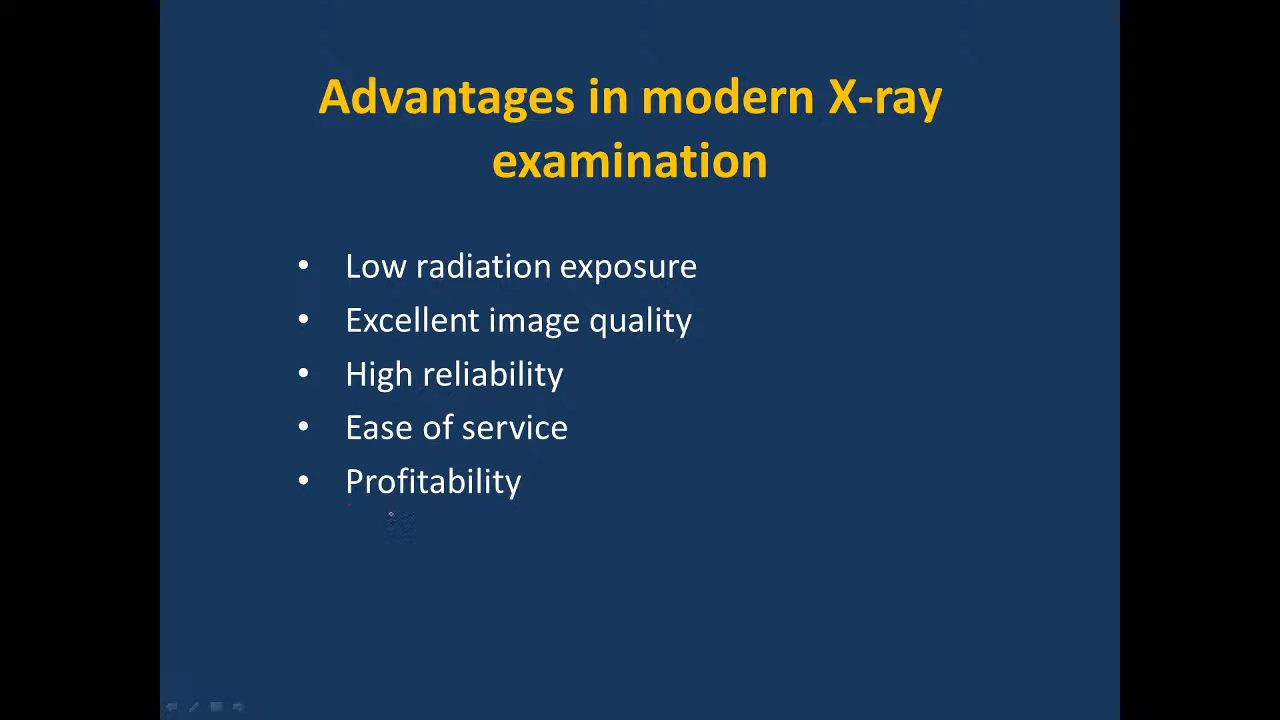 Advantages in modern X-ray
examination
• Low radiation exposure
• Excellent image quality
• High reliability
• Ease of service
• Profitability